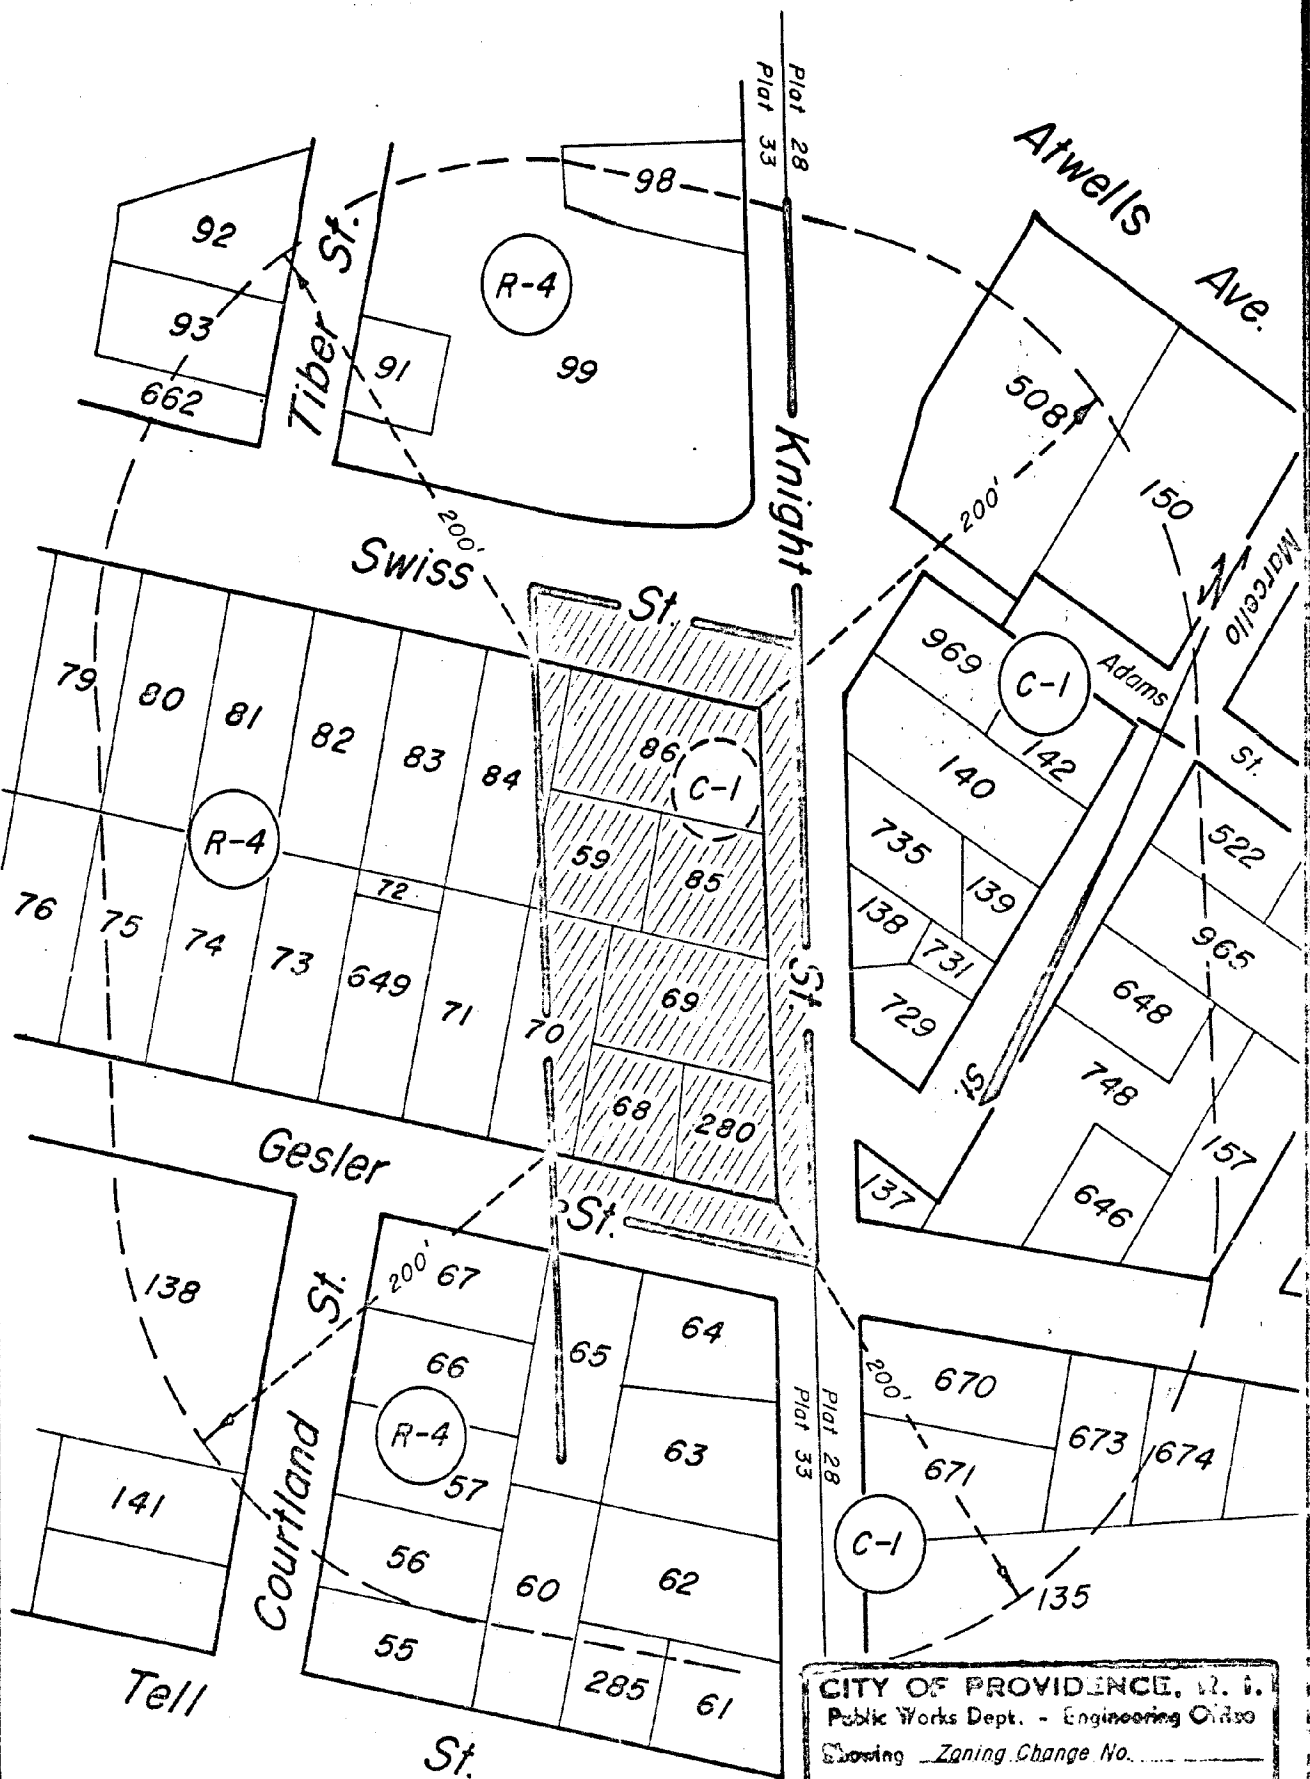 Plat 28
Plat 33
Atwells Ave.
98
92
Tiber St.
R-4
93
91
99
662
5081
150
200'
200'
Knight St.
Marcello St.
Swiss St.
N
969
C-1
Adams St.
79
80
81
82
83
84
86
C-1
142
140
R-4
59
85
735
139
522
72
76
75
74
73
649
71
70
69
138
731
965
648
729
748
68
280
Gesler St.
137
646
157
138
200'
67
65
64
66
R-4
57
63
200'
670
673
674
671
Plat 28
Plat 33
141
Courtland St.
56
60
62
C-1
135
55
285
61
Tell St.
CITY OF PROVIDENCE, R. I.
Public Works Dept. - Engineering Office
Showing Zoning Change No.